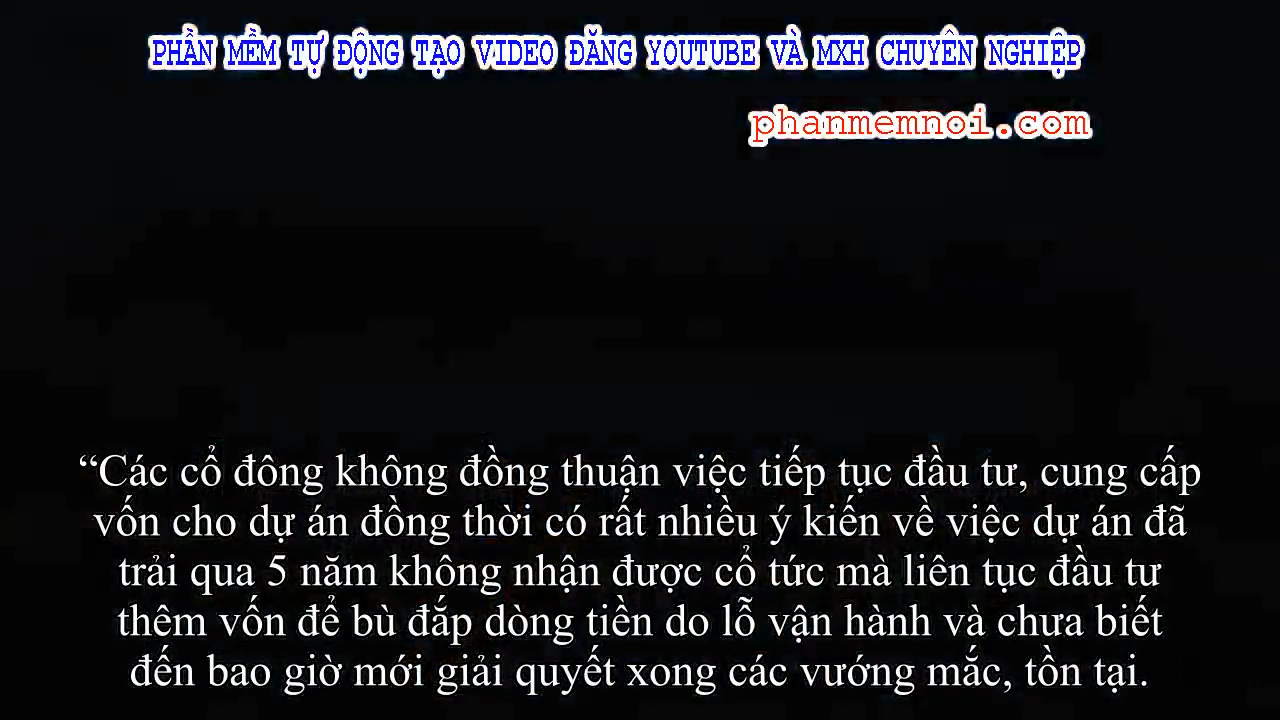 PHẦN MỀM TỰ ĐỘNG TẠO VIDEO ĐĂNG YOUTUBE VÀ MXH CHUYÊN NGHIỆP
phanmemnoi.com
“Các cổ đông không đồng thuận việc tiếp tục đầu tư, cung cấp
vốn cho dự án đồng thời có rất nhiều ý kiến về việc dự án đã
trải qua 5 năm không nhận được cổ tức mà liên tục đầu tư
thêm vốn để bù đắp dòng tiền do lỗ vận hành và chưa biết
đến bao giờ mới giải quyết xong các vướng mắc, tồn tại.